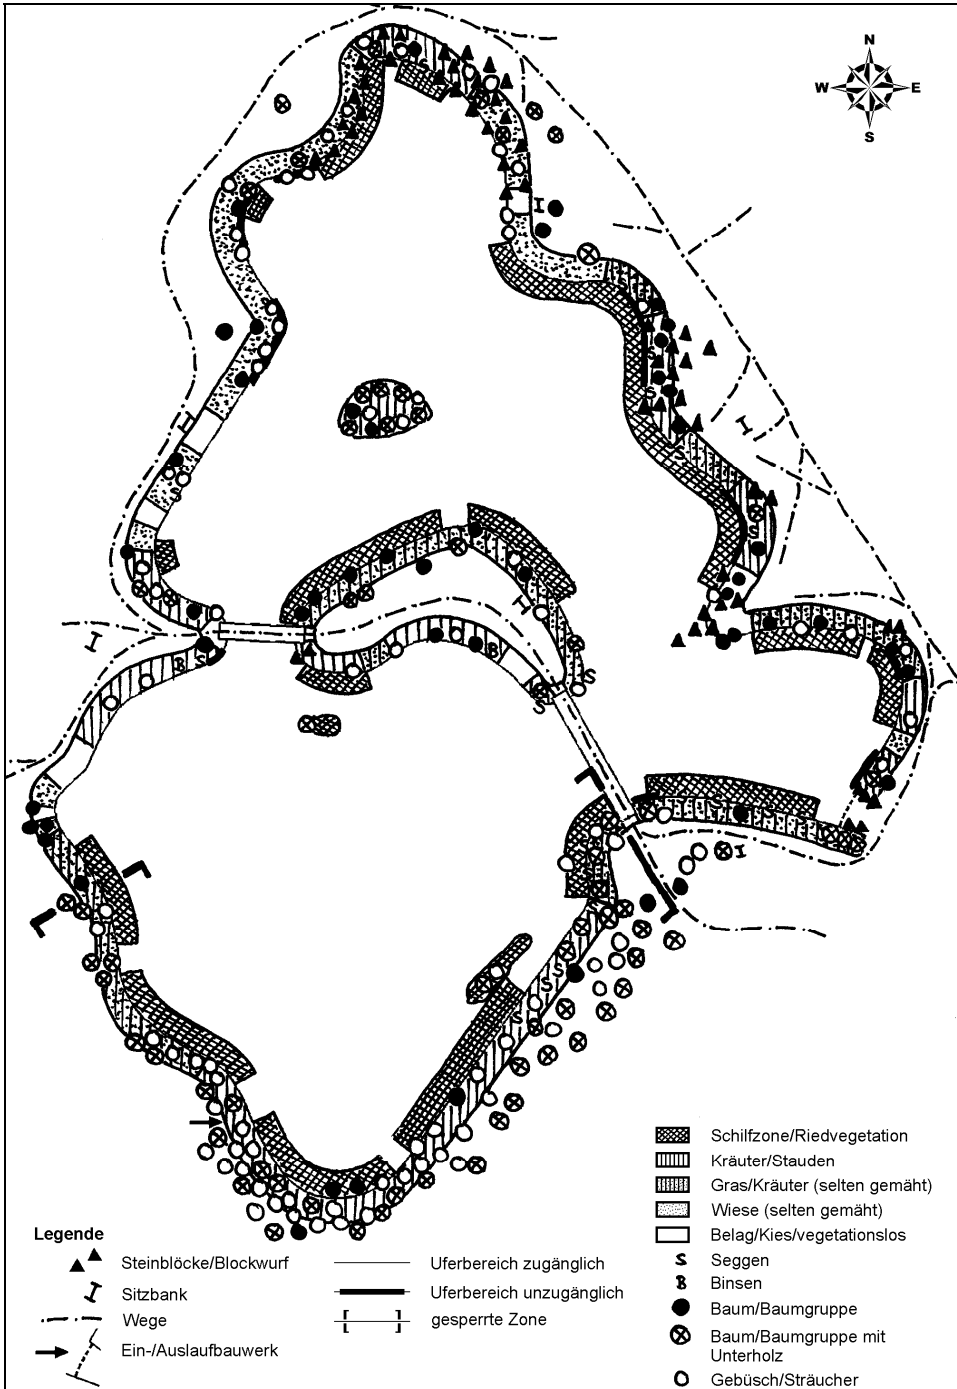 N
W E
S
S
S
S
S
S
B S
B
S
S
S
S
S
S
S
Legende
Steinblöcke/Blockwurf
Sitzbank
Wege
Ein-/Auslaufbauwerk
Uferbereich zugänglich
Uferbereich unzugänglich
gesperrte Zone
Schilfzone/Riedvegetation
Kräuter/Stauden
Gras/Kräuter (selten gemäht)
Wiese (selten gemäht)
Belag/Kies/vegetationslos
S Seggen
B Binsen
Baum/Baumgruppe
Baum/Baumgruppe mit
Unterholz
Gebüsch/Sträucher